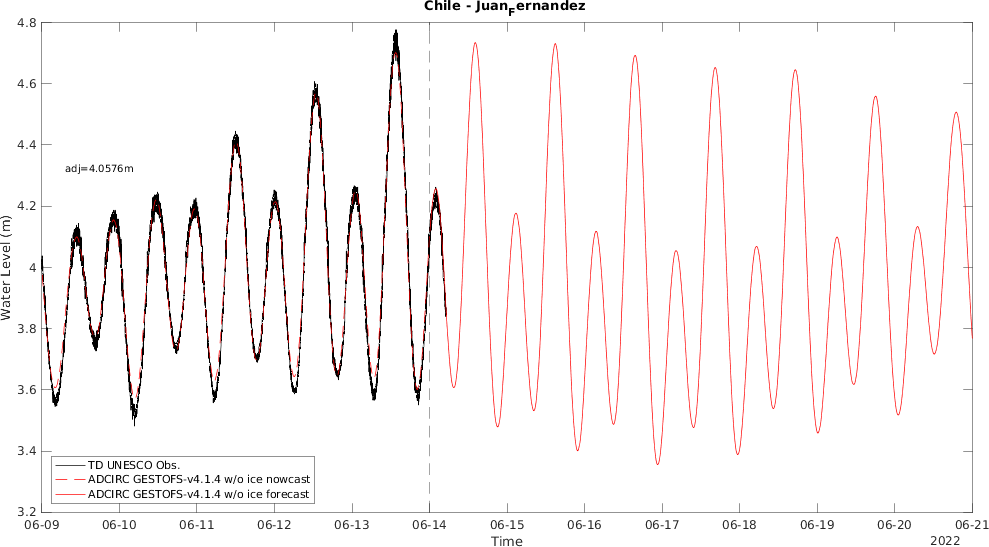 Chile - Juan_Fernandez
4.8
4.6
4.4
4.2
4
3.8
3.6
3.4
3.2
Water Level (m)
adj=4.0576m
TD UNESCO Obs.
ADCIRC GESTOFS-v4.1.4 w/o ice nowcast
ADCIRC GESTOFS-v4.1.4 w/o ice forecast
06-09 06-10 06-11 06-12 06-13 06-14 06-15 06-16 06-17 06-18 06-19 06-20 06-21
Time
2022